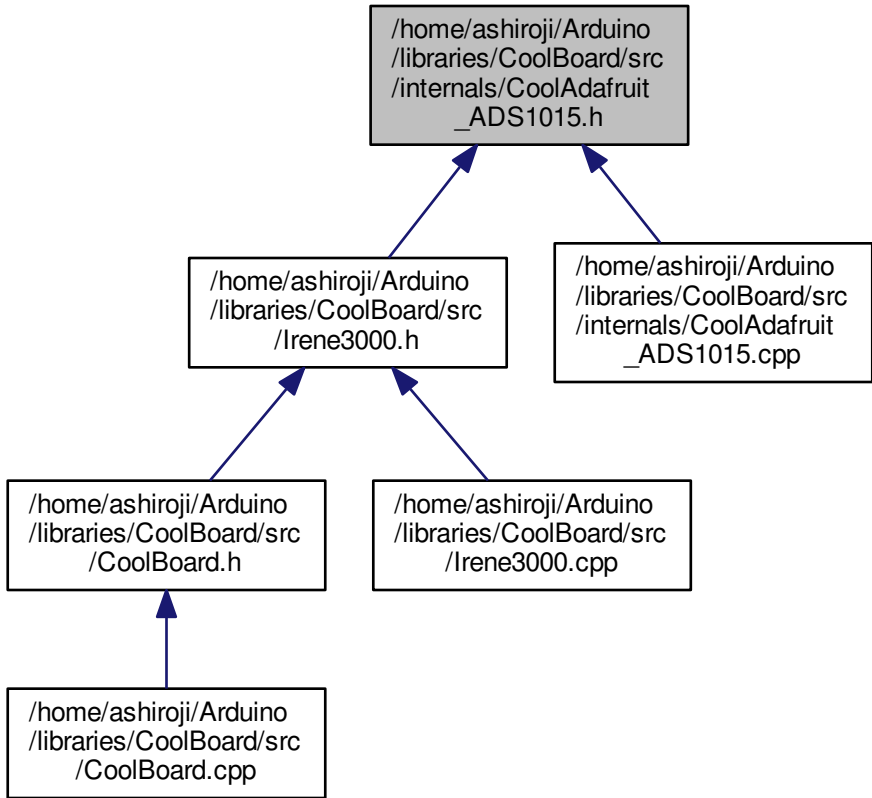 /home/ashiroji/Arduino
/libraries/CoolBoard/src
/internals/CoolAdafruit
_ADS1015.h
/home/ashiroji/Arduino
/libraries/CoolBoard/src
/Irene3000.h
/home/ashiroji/Arduino
/libraries/CoolBoard/src
/internals/CoolAdafruit
_ADS1015.cpp
/home/ashiroji/Arduino
/libraries/CoolBoard/src
/CoolBoard.h
/home/ashiroji/Arduino
/libraries/CoolBoard/src
/Irene3000.cpp
/home/ashiroji/Arduino
/libraries/CoolBoard/src
/CoolBoard.cpp